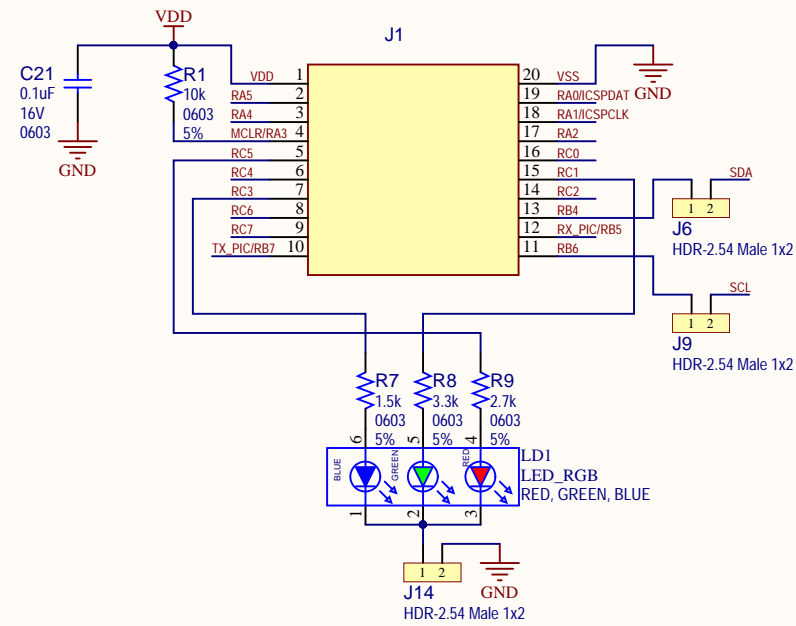 VDD
J1
C21
0.1uF
16V
0603
GND
R1
10k
0603
5%
VDD 1
RA5 2
RA4 3
MCLR/RA3 4
RC5 5
RC4 6
RC3 7
RC6 8
RC7 9
TX_PIC/RB7 10
20 VSS
19 RA0/ICSPDAT
18 RA1/ICSPCLK
17 RA2
16 RC0
15 RC1
14 RC2
13 RB4
12 RX_PIC/RB5
11 RB6
GND
SDA
1 2
J6
HDR-2.54 Male 1x2
SCL
1 2
J9
HDR-2.54 Male 1x2
R7
1.5k
0603
5%
R8
3.3k
0603
5%
R9
2.7k
0603
5%
6 5 4
BLUE
GREEN
RED
LD1
LED_RGB
RED, GREEN, BLUE
1 2 3
1 2
J14
HDR-2.54 Male 1x2
GND